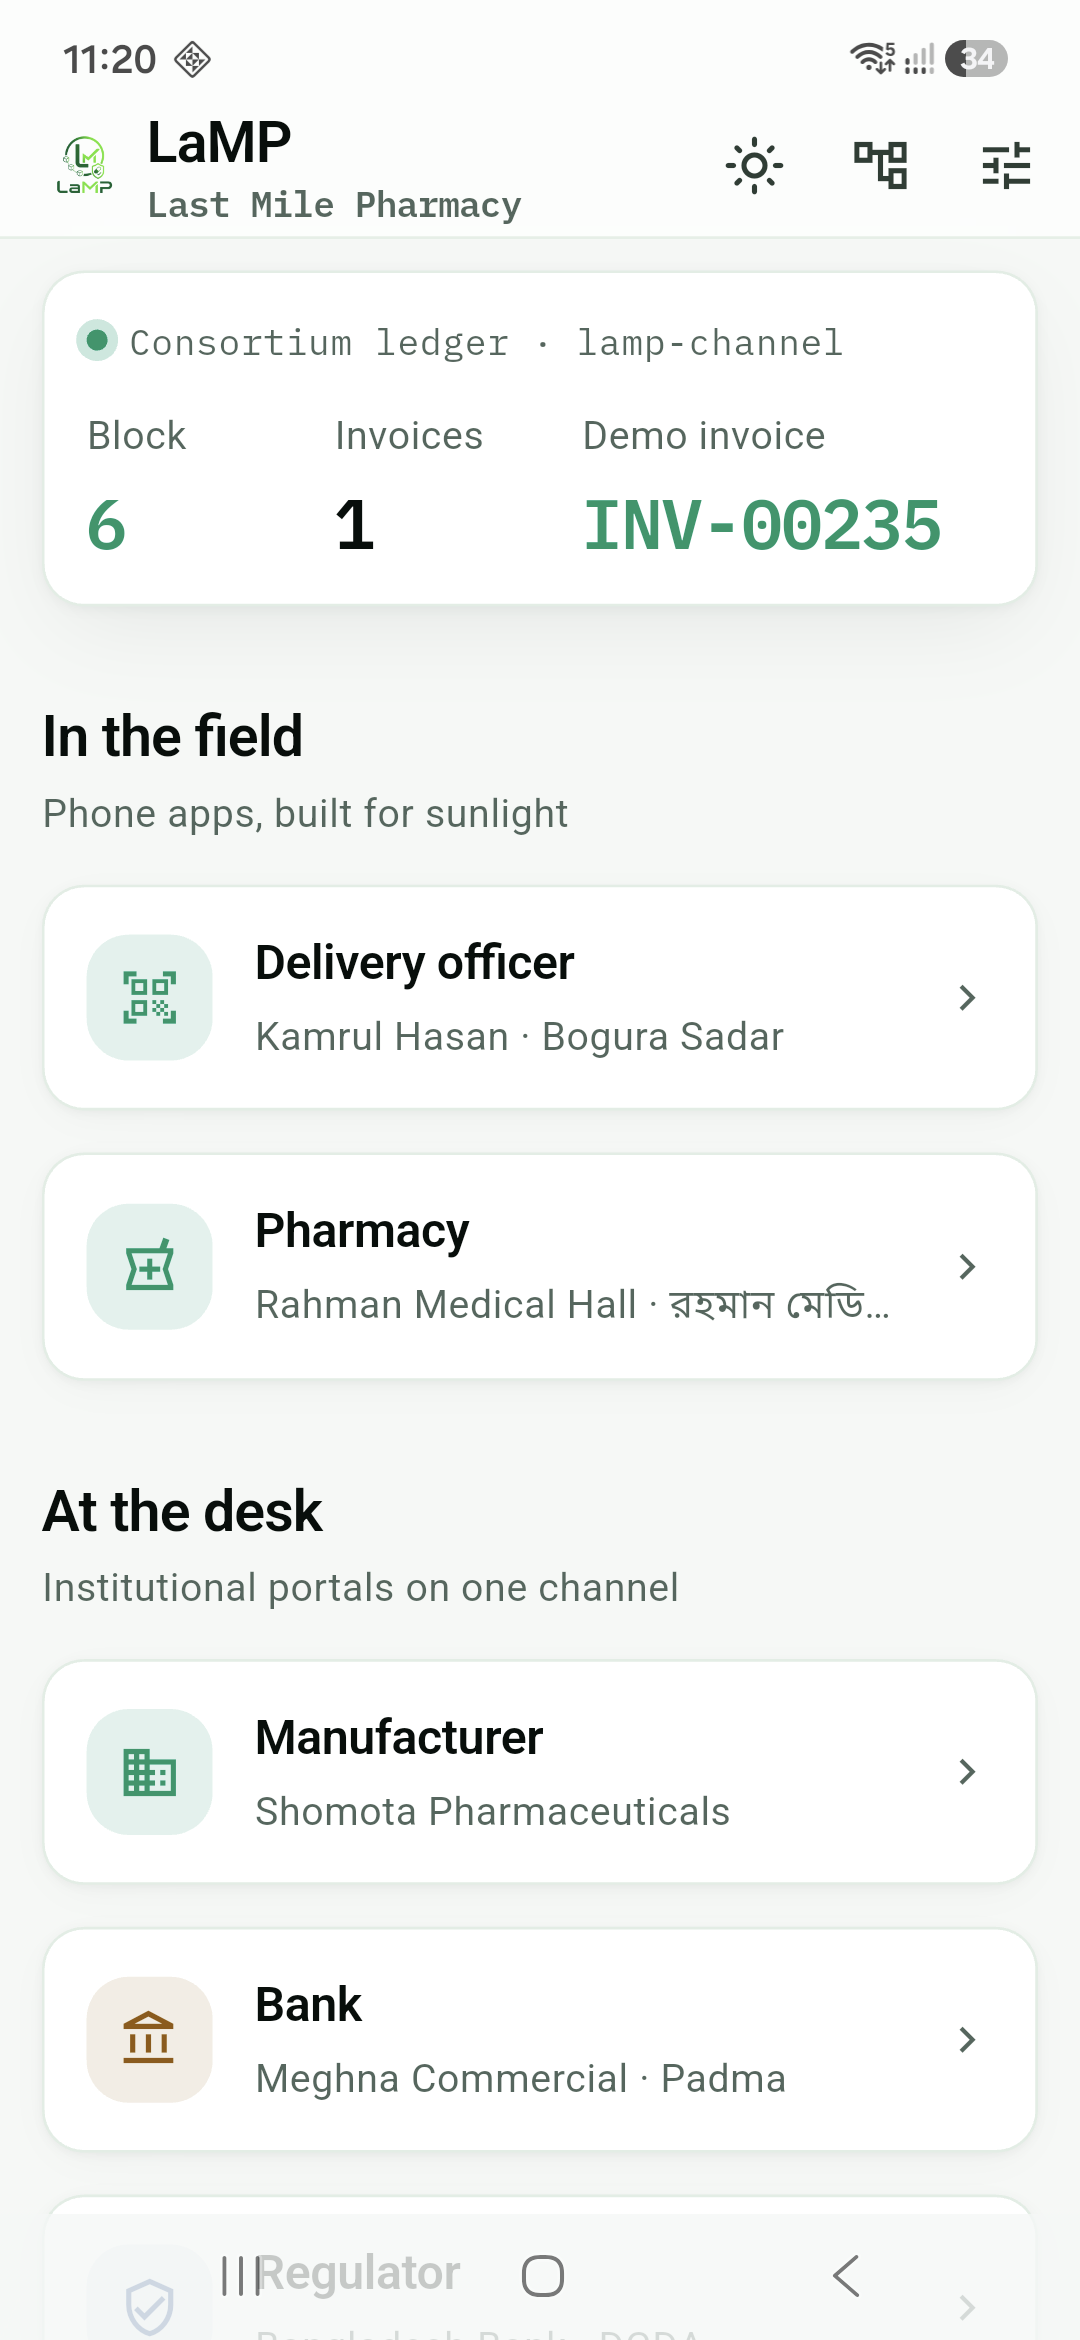 11:20
5
34
LaMP
LaMP
Last Mile Pharmacy
Consortium ledger · lamp-channel
Block Invoices Demo invoice
6 1 INV-00235
In the field
Phone apps, built for sunlight
Delivery officer
Kamrul Hasan · Bogura Sadar
Pharmacy
Rahman Medical Hall · রহমান মেডি…
At the desk
Institutional portals on one channel
Manufacturer
Shomota Pharmaceuticals
Bank
Meghna Commercial · Padma
Regulator